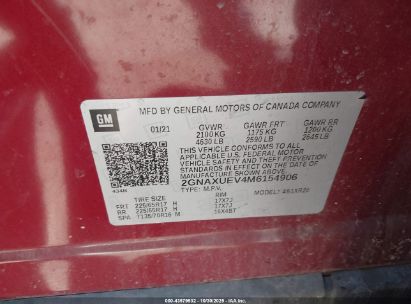 MFD BY GENERAL MOTORS OF CANADA COMPANY
GM
01/21 GVWR GAWR FRT GAWR RR
2100 KG 1175 KG 1200 KG
4630 LB 2590 LB 2645 LB
THIS VEHICLE CONFORMS TO ALL
APPLICABLE U.S. FEDERAL MOTOR
VEHICLE SAFETY, BUMPER, AND THEFT
PREVENTION STANDARDS IN EFFECT ON
THE DATE OF MANUFACTURE SHOWN ABOVE.
2GNAXUEV4M6154906
TYPE: M.P.V.
TIRE SIZE RIM
FRT 225/65R17 H 17X7J
RR 225/65R17 H 17X7J
SPA T135/70R16 M 16X4BT